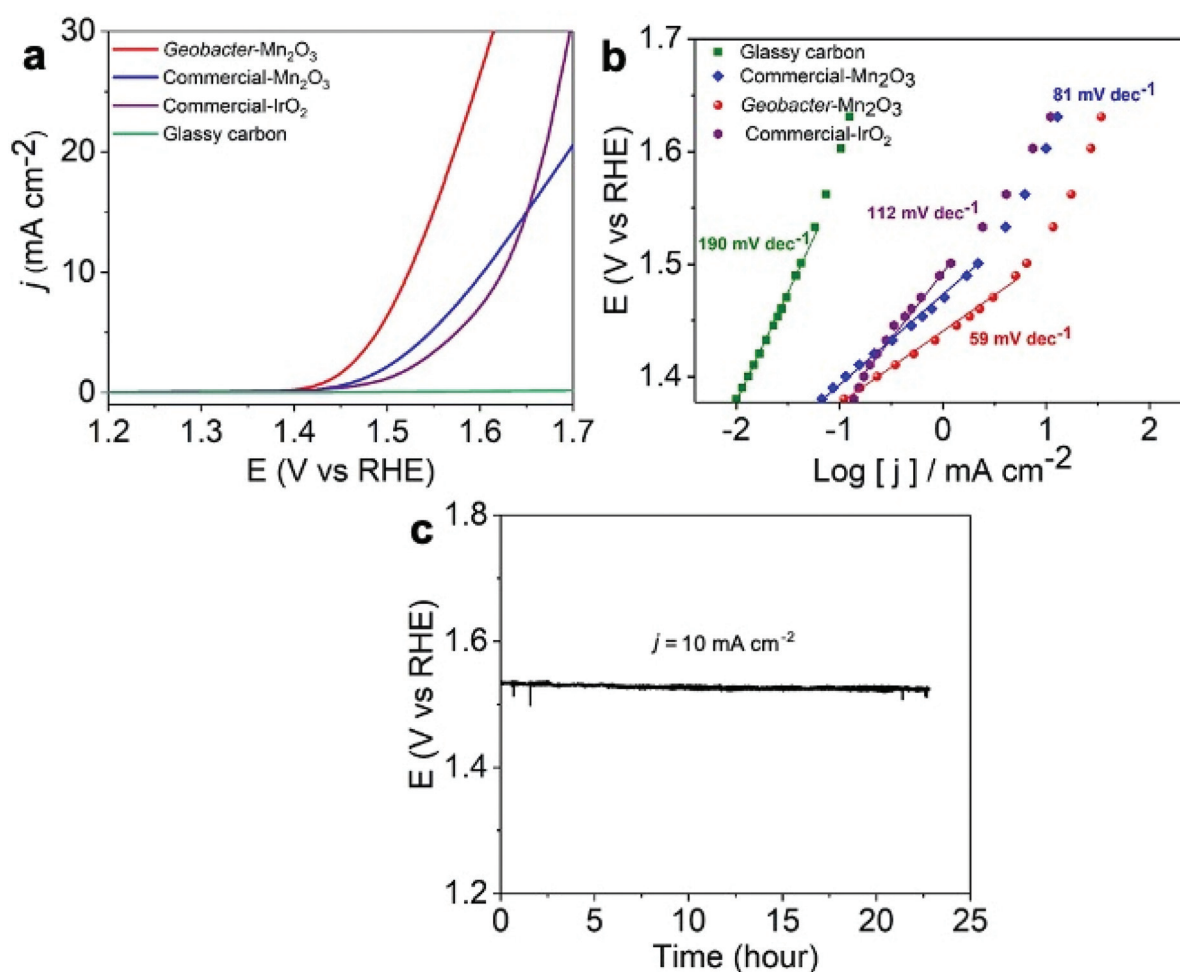 a
30
20
10
0
j (mA cm⁻²)
Geobacter-Mn₂O₃
Commercial-Mn₂O₃
Commercial-IrO₂
Glassy carbon
1.2 1.3 1.4 1.5 1.6 1.7
E (V vs RHE)
b
1.7
1.6
1.5
1.4
E (V vs RHE)
Glassy carbon
Commercial-Mn₂O₃
Geobacter-Mn₂O₃
Commercial-IrO₂
81 mV dec⁻¹
112 mV dec⁻¹
190 mV dec⁻¹
59 mV dec⁻¹
-2 -1 0 1 2
Log [ j ] / mA cm⁻²
c
1.8
1.6
1.4
1.2
E (V vs RHE)
j = 10 mA cm⁻²
0 5 10 15 20 25
Time (hour)